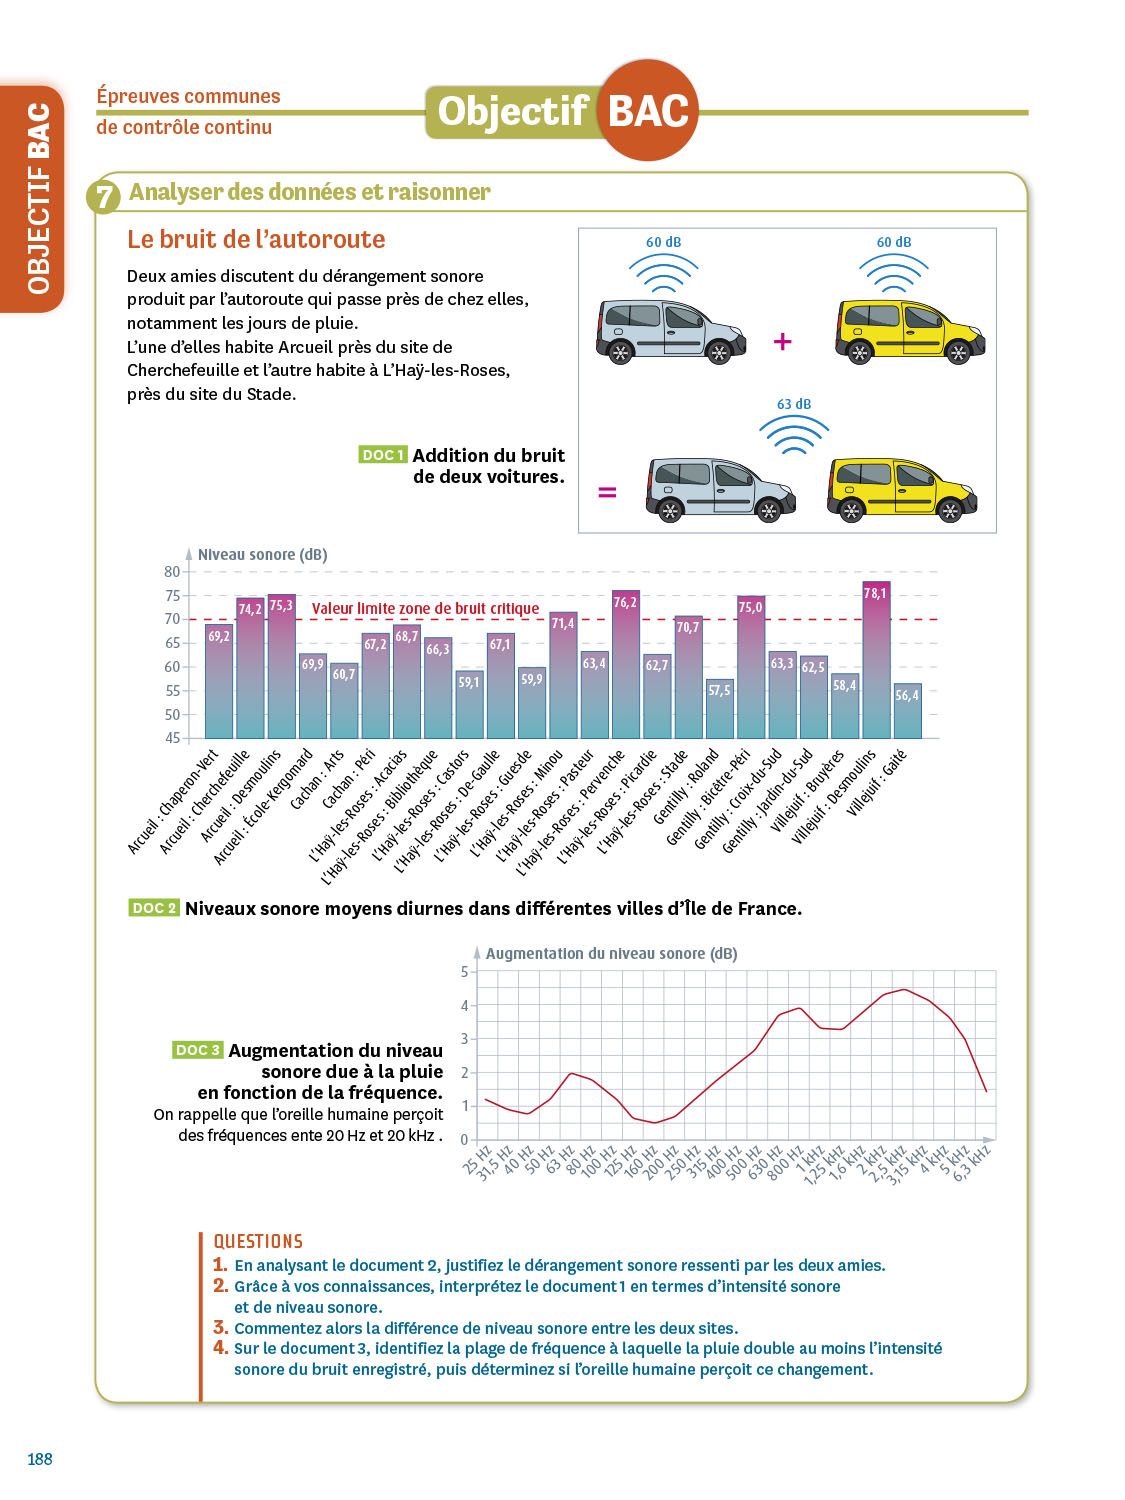 OBJECTIF BAC
Épreuves communes
de contrôle continu
Objectif BAC
7 Analyser des données et raisonner
Le bruit de l'autoroute
Deux amies discutent du dérangement sonore
produit par l'autoroute qui passe près de chez elles,
notamment les jours de pluie.
L'une d'elles habite Arcueil près du site de
Cherchefeuille et l'autre habite à L'Haÿ-les-Roses,
près du site du Stade.
60 dB
60 dB
+
63 dB
=
DOC 1 Addition du bruit
de deux voitures.
Niveau sonore (dB)
80
75
70
65
60
55
50
45
Valeur limite zone de bruit critique
69,2
74,2
75,3
69,9
60,7
67,2
68,7
66,3
59,1
67,1
59,9
71,4
63,4
76,2
62,7
70,7
57,5
75,0
63,3
62,5
58,4
78,1
56,4
Arcueil : Chaperon-Vert
Arcueil : Cherchefeuille
Arcueil : Desmoulins
Arcueil : École-Kergomard
Cachan : Arts
Cachan : Péri
L'Haÿ-les-Roses : Acacias
L'Haÿ-les-Roses : Bibliothèque
L'Haÿ-les-Roses : Castors
L'Haÿ-les-Roses : De-Gaulle
L'Haÿ-les-Roses : Guesde
L'Haÿ-les-Roses : Minou
L'Haÿ-les-Roses : Pasteur
L'Haÿ-les-Roses : Pervenche
L'Haÿ-les-Roses : Picardie
L'Haÿ-les-Roses : Stade
Gentilly : Roland
Gentilly : Bicêtre-Péri
Gentilly : Croix-du-Sud
Gentilly : Jardin-du-Sud
Villejuif : Bruyères
Villejuif : Desmoulins
Villejuif : Gaité
DOC 2 Niveaux sonore moyens diurnes dans différentes villes d'Île de France.
Augmentation du niveau sonore (dB)
5
4
3
2
1
0
25 Hz
31,5 Hz
40 Hz
50 Hz
63 Hz
80 Hz
100 Hz
125 Hz
160 Hz
200 Hz
250 Hz
315 Hz
400 Hz
500 Hz
630 Hz
800 Hz
1 kHz
1,25 kHz
1,6 kHz
2 kHz
2,5 kHz
3,15 kHz
4 kHz
5 kHz
6,3 kHz
DOC 3 Augmentation du niveau
sonore due à la pluie
en fonction de la fréquence.
On rappelle que l'oreille humaine perçoit
des fréquences ente 20 Hz et 20 kHz .
QUESTIONS
1. En analysant le document 2, justifiez le dérangement sonore ressenti par les deux amies.
2. Grâce à vos connaissances, interprétez le document 1 en termes d'intensité sonore
et de niveau sonore.
3. Commentez alors la différence de niveau sonore entre les deux sites.
4. Sur le document 3, identifiez la plage de fréquence à laquelle la pluie double au moins l'intensité
sonore du bruit enregistré, puis déterminez si l'oreille humaine perçoit ce changement.
188